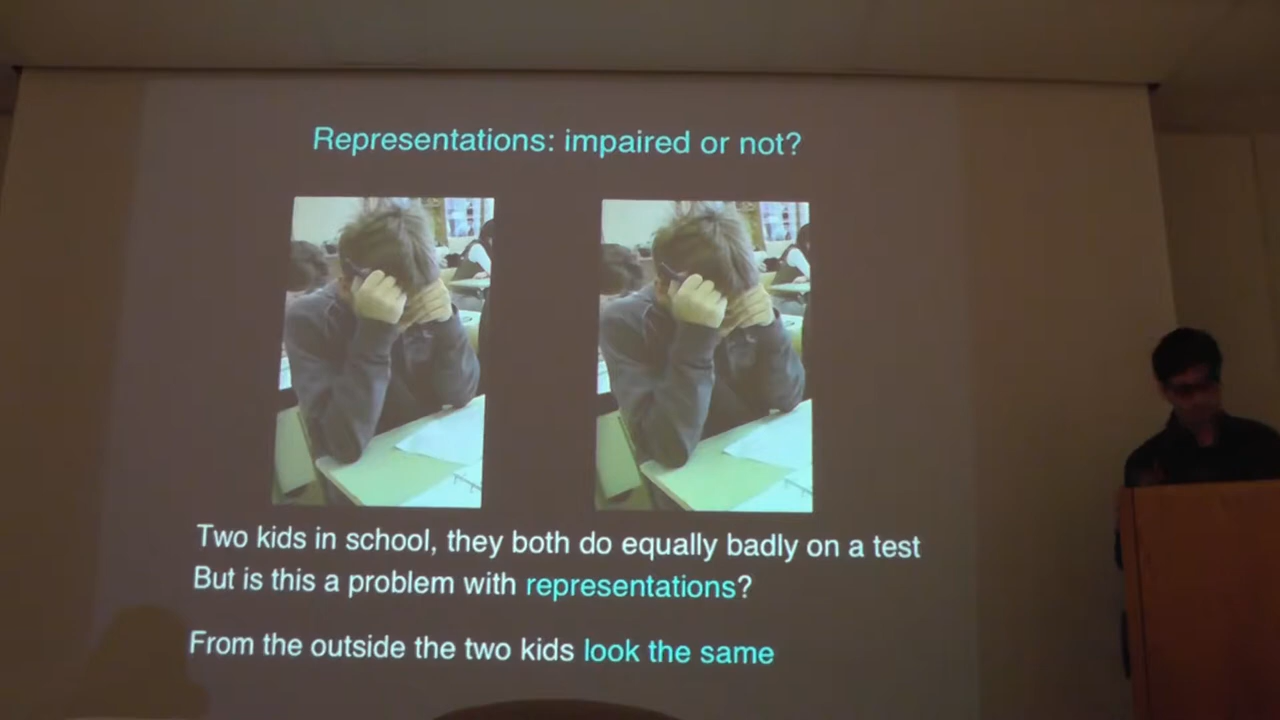 Representations: impaired or not?
Two kids in school, they both do equally badly on a test
But is this a problem with representations?
From the outside the two kids look the same